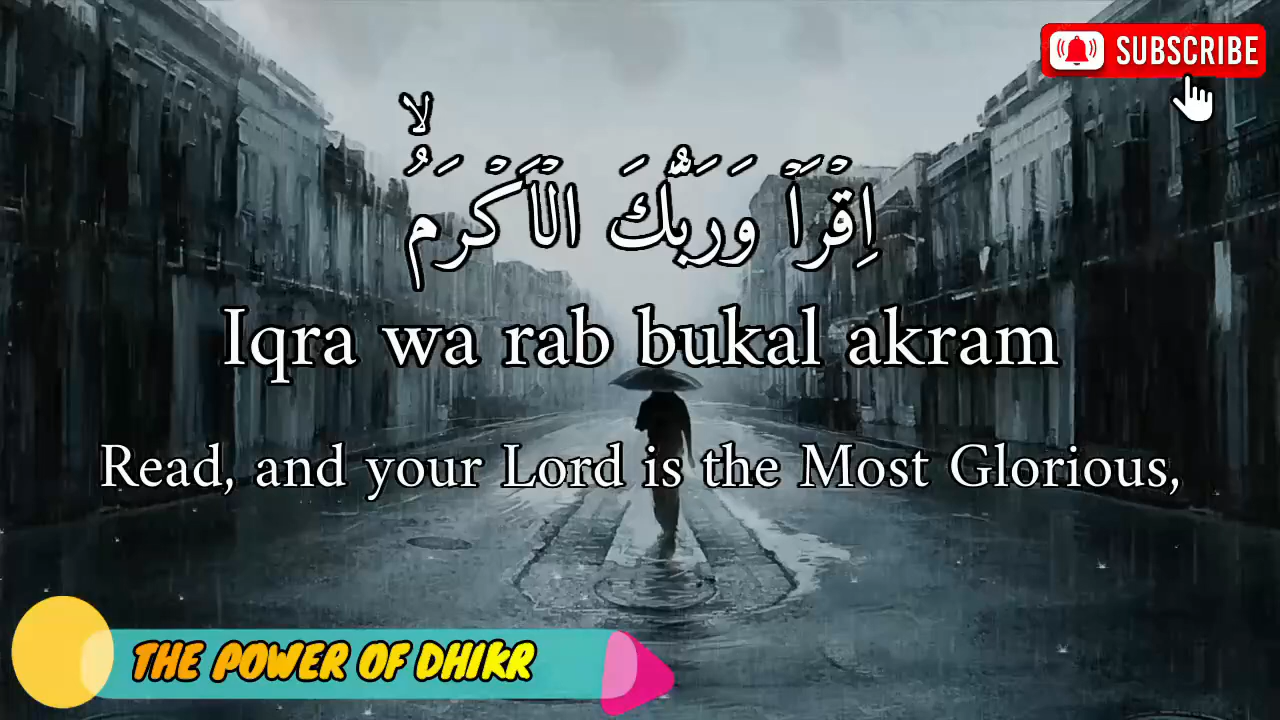 SUBSCRIBE
اِقْرَاْ وَرَبُّكَ الْاَكْرَمُۙ
Iqra wa rab bukal akram
Read, and your Lord is the Most Glorious,
THE POWER OF DHIKR